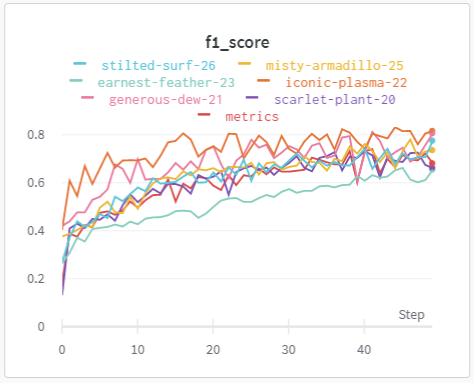 f1_score
stilted-surf-26 misty-armadillo-25
earnest-feather-23 iconic-plasma-22
generous-dew-21 scarlet-plant-20
metrics
0.8
0.6
0.4
0.2
0
Step
0 10 20 30 40